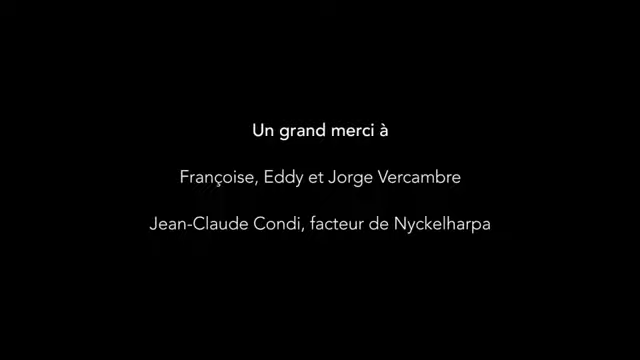 Un grand merci à
Françoise, Eddy et Jorge Vercambre
Jean-Claude Condi, facteur de Nyckelharpa